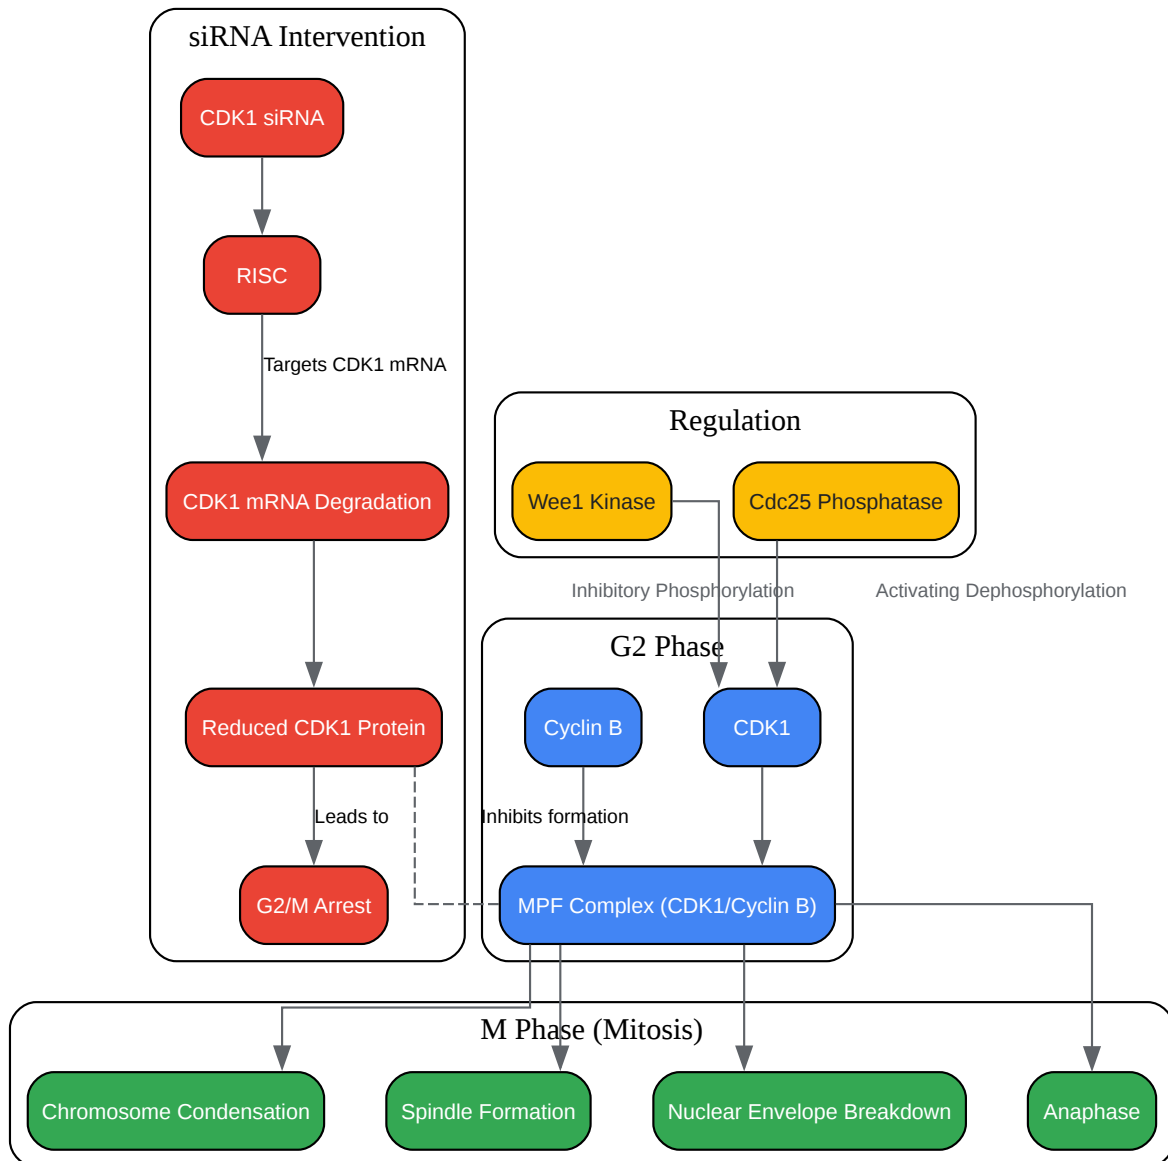 siRNA Intervention
CDK1 siRNA
RISC
Targets CDK1 mRNA
Regulation
CDK1 mRNA Degradation
Wee1 Kinase
Cdc25 Phosphatase
Inhibitory Phosphorylation
Activating Dephosphorylation
G2 Phase
Reduced CDK1 Protein
Cyclin B
CDK1
Leads to
Inhibits formation
G2/M Arrest
MPF Complex (CDK1/Cyclin B)
M Phase (Mitosis)
Chromosome Condensation
Spindle Formation
Nuclear Envelope Breakdown
Anaphase